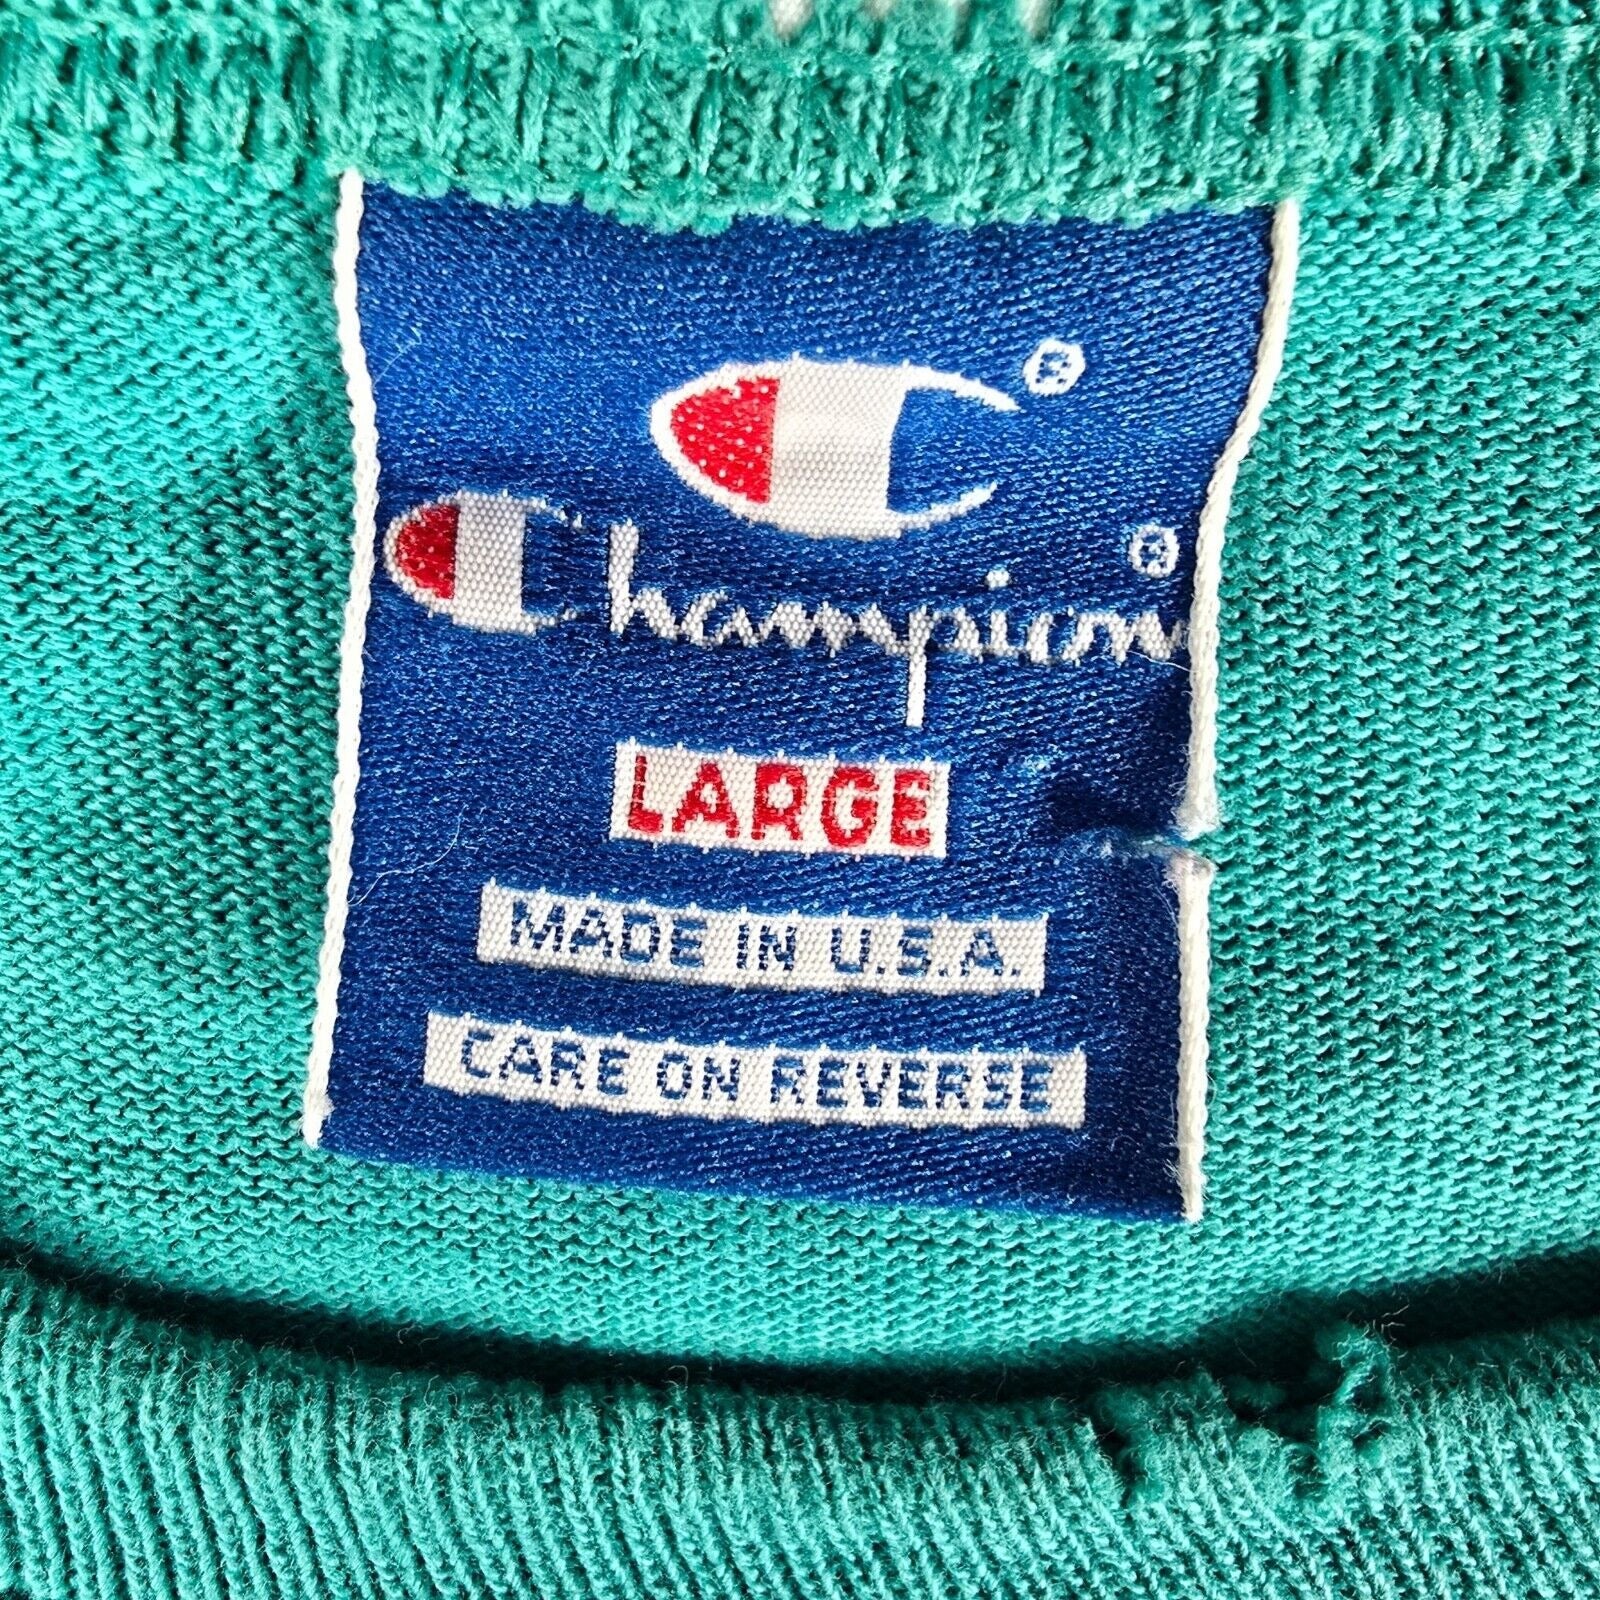 ®
Champion®
LARGE
MADE IN U.S.A.
CARE ON REVERSE